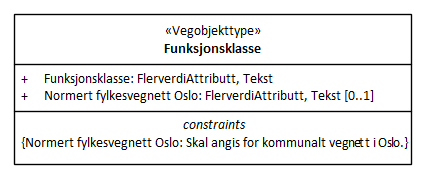 «Vegobjekttype»
Funksjonsklasse
+ Funksjonsklasse: FlerverdiAttributt, Tekst
+ Normert fylkesvegnett Oslo: FlerverdiAttributt, Tekst [0..1]
constraints
{Normert fylkesvegnett Oslo: Skal angis for kommunalt vegnett i Oslo.}